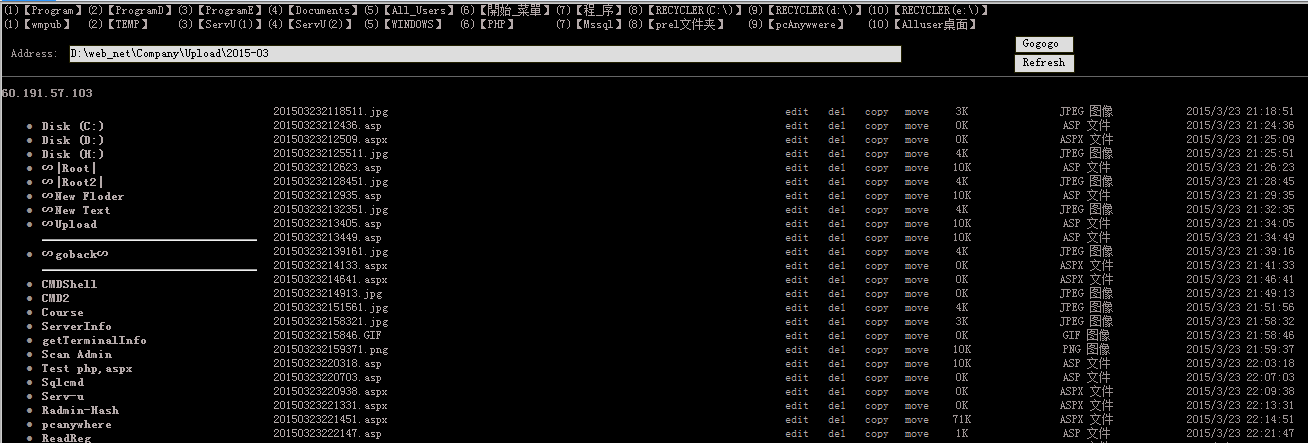 (1)【Program】(2)【ProgramD】(3)【ProgramE】(4)【Documents】(5)【All_Users】(6)【開始_菜單】(7)【程_序】(8)【RECYCLER(C:\)】(9)【RECYCLER(d:\)】(10)【RECYCLER(e:\)】
(1)【wmpub】(2)【TEMP】(3)【ServU(1)】(4)【ServU(2)】(5)【WINDOWS】(6)【PHP】(7)【Mssql】(8)【prel文件夹】(9)【pcAnywwere】(10)【Alluser桌面】
Address: D:\web_net\Company\Upload\2015-03 Gogogo
Refresh
60.191.57.103
Disk (C:)
Disk (D:)
Disk (H:)
∽|Root|
∽|Root2|
∽New Floder
∽New Text
∽Upload
∽goback∽
CMDShell
CMD2
Course
ServerInfo
getTerminalInfo
Scan Admin
Test php,aspx
Sqlcmd
Serv-u
Radmin-Hash
pcanywhere
ReadReg
201503232118511.jpg edit del copy move 3K JPEG 图像 2015/3/23 21:18:51
20150323212436.asp edit del copy move 0K ASP 文件 2015/3/23 21:24:36
20150323212509.aspx edit del copy move 0K ASPX 文件 2015/3/23 21:25:09
201503232125511.jpg edit del copy move 4K JPEG 图像 2015/3/23 21:25:51
20150323212623.asp edit del copy move 10K ASP 文件 2015/3/23 21:26:23
201503232128451.jpg edit del copy move 4K JPEG 图像 2015/3/23 21:28:45
20150323212935.asp edit del copy move 10K ASP 文件 2015/3/23 21:29:35
201503232132351.jpg edit del copy move 4K JPEG 图像 2015/3/23 21:32:35
20150323213405.asp edit del copy move 10K ASP 文件 2015/3/23 21:34:05
20150323213449.asp edit del copy move 10K ASP 文件 2015/3/23 21:34:49
201503232139161.jpg edit del copy move 4K JPEG 图像 2015/3/23 21:39:16
20150323214133.aspx edit del copy move 0K ASPX 文件 2015/3/23 21:41:33
20150323214641.aspx edit del copy move 0K ASPX 文件 2015/3/23 21:46:41
20150323214913.jpg edit del copy move 0K JPEG 图像 2015/3/23 21:49:13
201503232151561.jpg edit del copy move 4K JPEG 图像 2015/3/23 21:51:56
201503232158321.jpg edit del copy move 3K JPEG 图像 2015/3/23 21:58:32
20150323215846.GIF edit del copy move 0K GIF 图像 2015/3/23 21:58:46
201503232159371.png edit del copy move 10K PNG 图像 2015/3/23 21:59:37
20150323220318.asp edit del copy move 10K ASP 文件 2015/3/23 22:03:18
20150323220703.asp edit del copy move 0K ASP 文件 2015/3/23 22:07:03
20150323220938.aspx edit del copy move 0K ASPX 文件 2015/3/23 22:09:38
20150323221331.aspx edit del copy move 0K ASPX 文件 2015/3/23 22:13:31
20150323221451.aspx edit del copy move 71K ASPX 文件 2015/3/23 22:14:51
20150323222147.asp edit del copy move 1K ASP 文件 2015/3/23 22:21:47